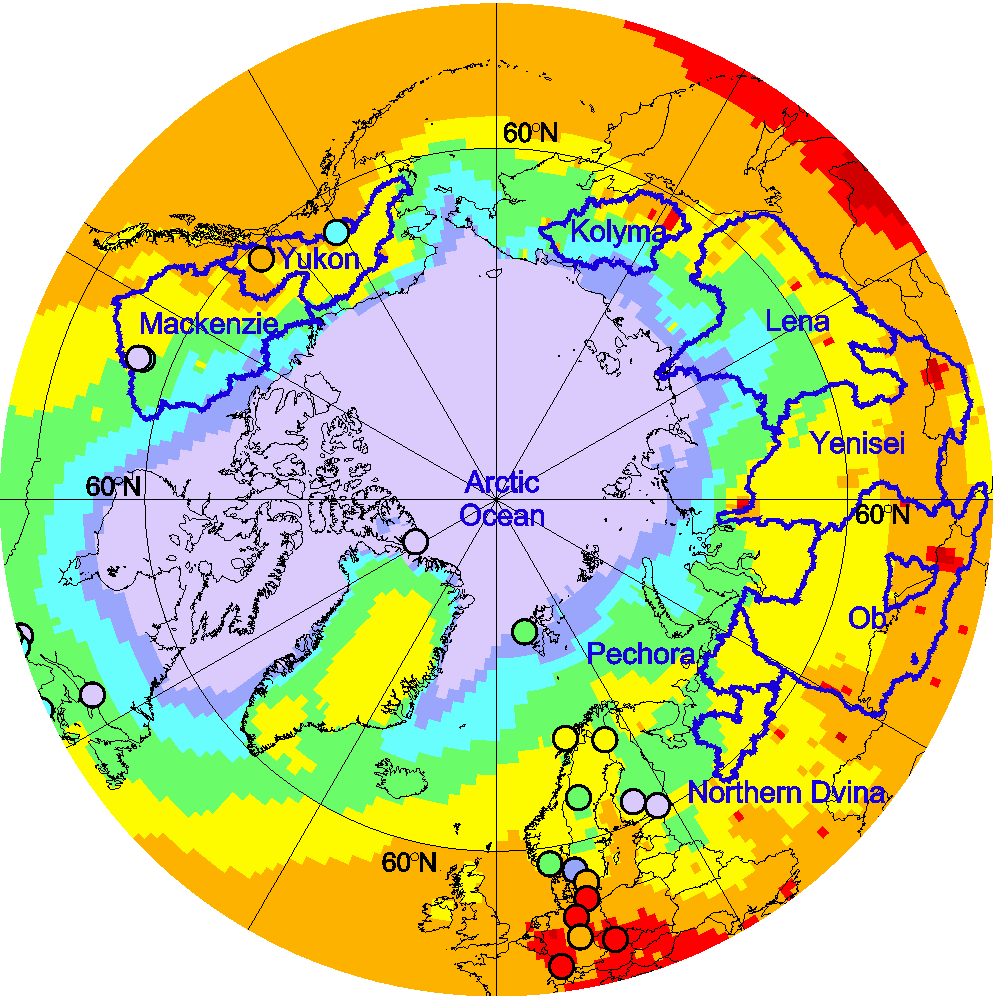 60°N
Kolyma
Yukon
Mackenzie
Lena
Yenisei
60°N
Arctic
Ocean
60°N
Ob
Pechora
Northern Dvina
60°N